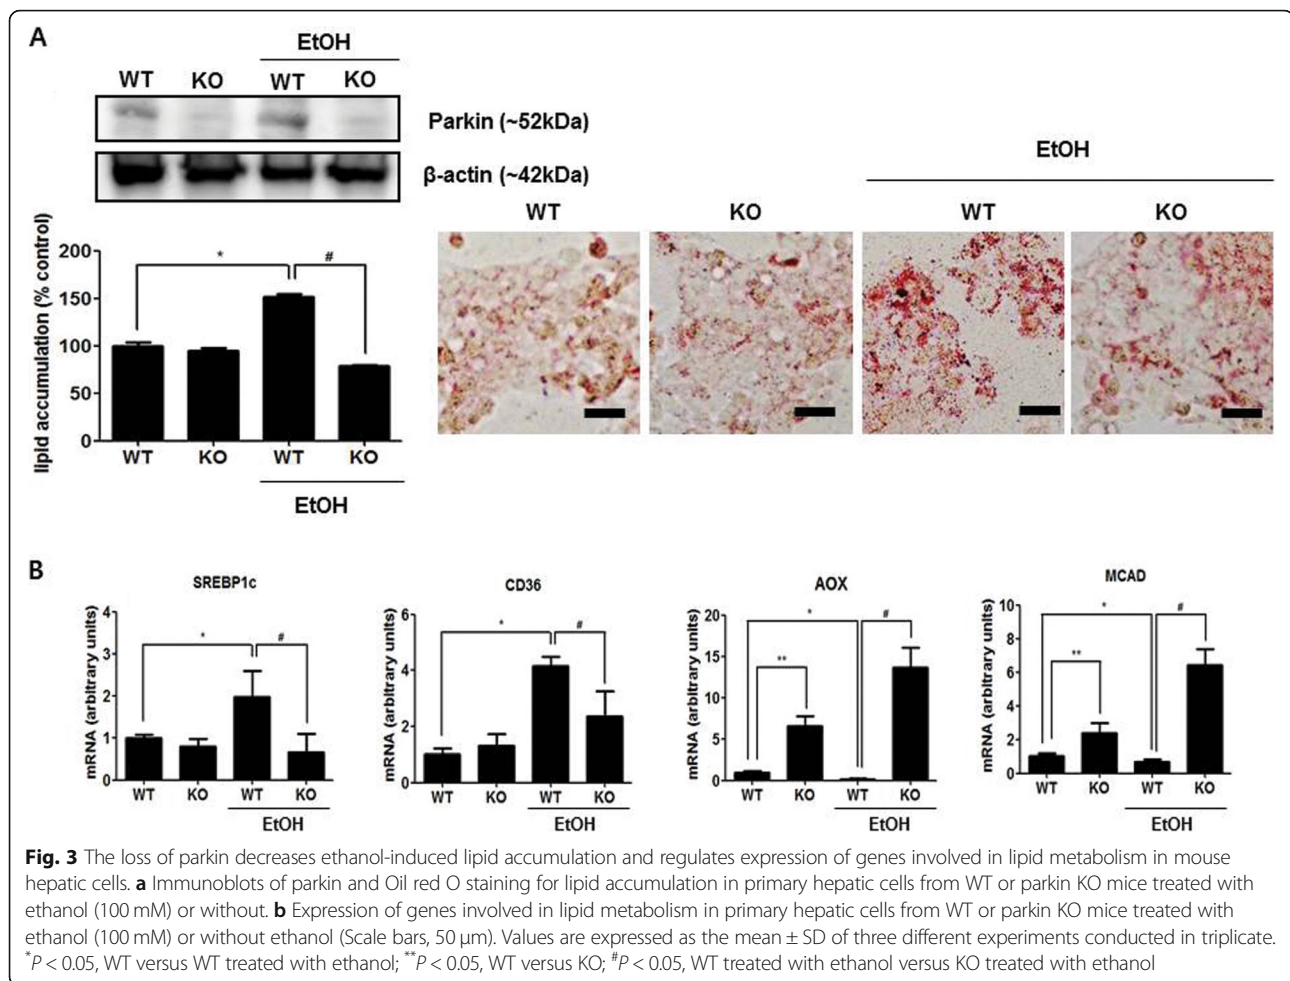 A
EtOH
WT KO WT KO
Parkin (~52kDa)
β-actin (~42kDa)
EtOH
WT KO WT KO
lipid accumulation (% control)
200
150
100
50
0
* #
WT KO WT KO
EtOH
B
SREBP1c
mRNA (arbitrary units)
4
3
2
1
0
* #
WT KO WT KO
EtOH
CD36
mRNA (arbitrary units)
6
4
2
0
* #
WT KO WT KO
EtOH
AOX
mRNA (arbitrary units)
20
15
10
5
0
* #
**
WT KO WT KO
EtOH
MCAD
mRNA (arbitrary units)
10
8
6
4
2
0
* #
**
WT KO WT KO
EtOH
Fig. 3 The loss of parkin decreases ethanol-induced lipid accumulation and regulates expression of genes involved in lipid metabolism in mouse
hepatic cells. a Immunoblots of parkin and Oil red O staining for lipid accumulation in primary hepatic cells from WT or parkin KO mice treated with
ethanol (100 mM) or without. b Expression of genes involved in lipid metabolism in primary hepatic cells from WT or parkin KO mice treated with
ethanol (100 mM) or without ethanol (Scale bars, 50 μm). Values are expressed as the mean ± SD of three different experiments conducted in triplicate.
*P < 0.05, WT versus WT treated with ethanol; **P < 0.05, WT versus KO; #P < 0.05, WT treated with ethanol versus KO treated with ethanol